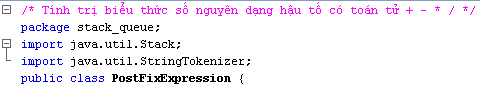 /* Tính trị biểu thức số nguyên dạng hậu tố có toán tử + - * / */
package stack_queue;
import java.util.Stack;
import java.util.StringTokenizer;
public class PostFixExpression {